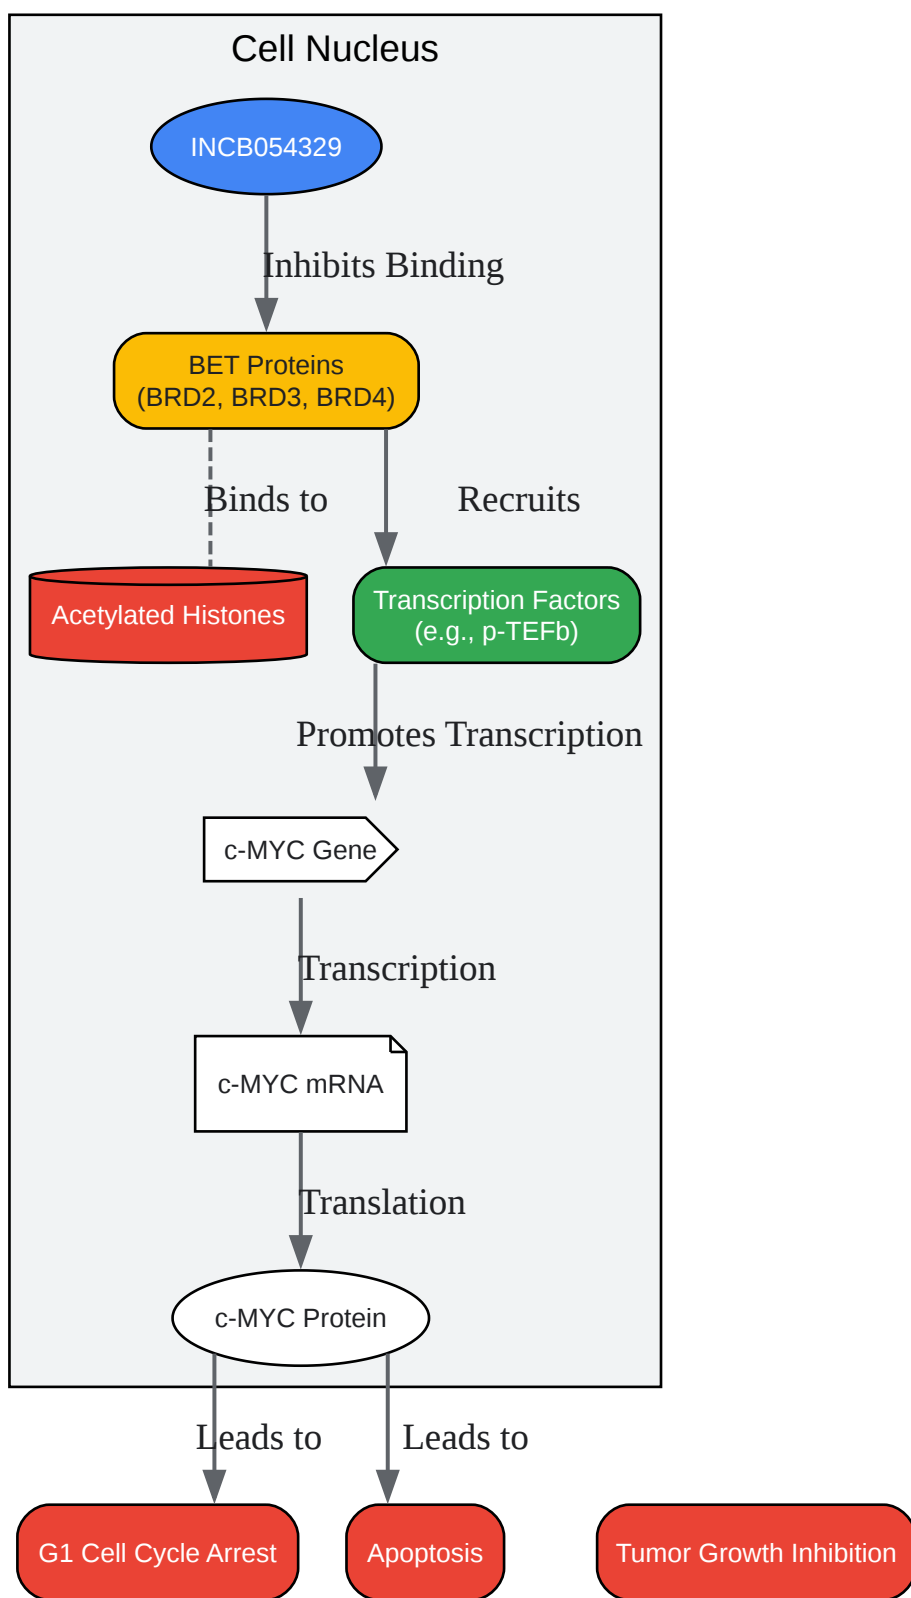 Cell Nucleus
INCB054329
Inhibits Binding
BET Proteins
(BRD2, BRD3, BRD4)
Binds to
Recruits
Acetylated Histones
Transcription Factors
(e.g., p-TEFb)
Promotes Transcription
c-MYC Gene
Transcription
c-MYC mRNA
Translation
c-MYC Protein
Leads to
Leads to
G1 Cell Cycle Arrest
Apoptosis
Tumor Growth Inhibition